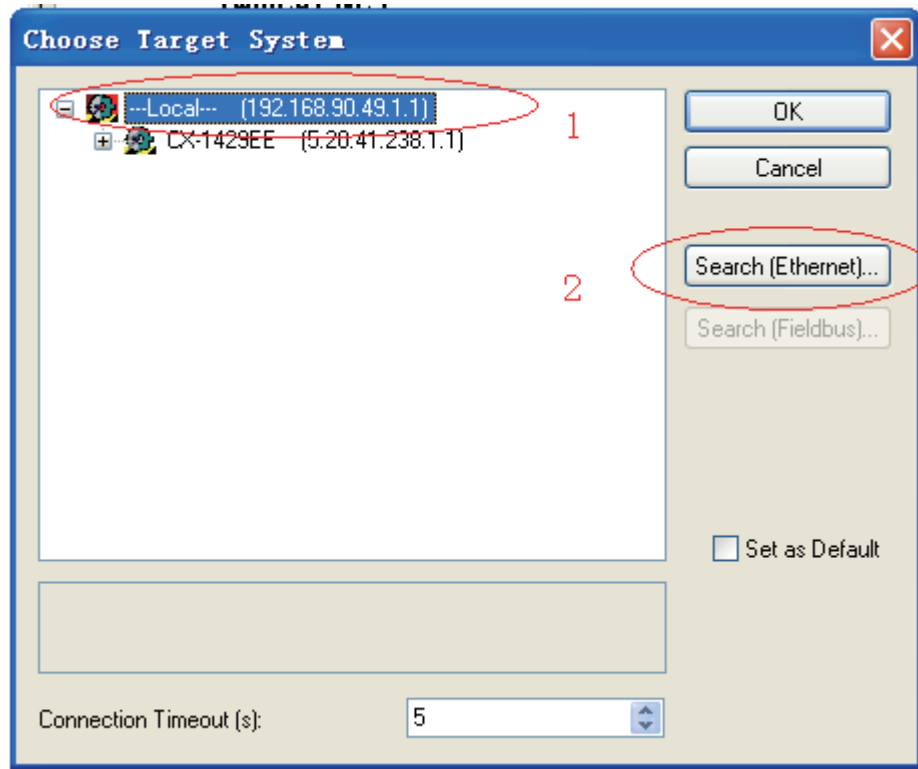 Choose Target System
---Local--- (192.168.90.49.1.1)
1
OK
CX-1429EE (5.20.41.238.1.1)
Cancel
2
Search (Ethernet)...
Search (Fieldbus)...
Set as Default
Connection Timeout (s):
5